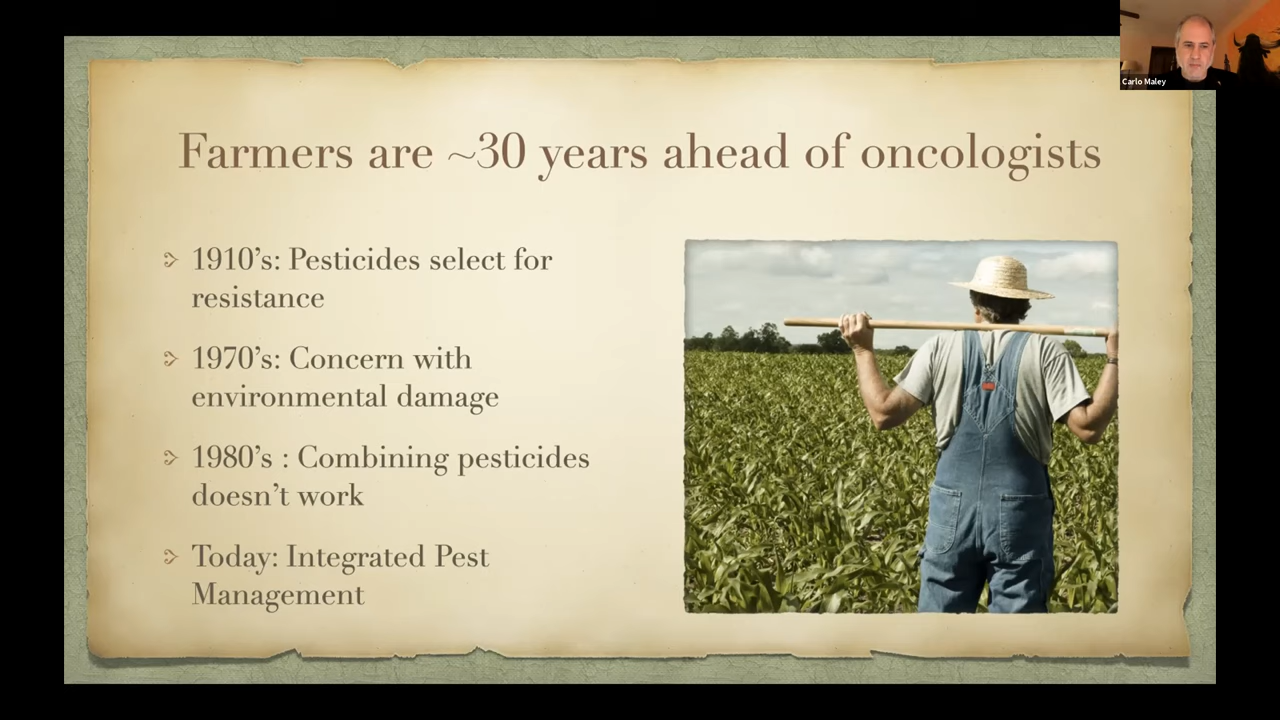 Carlo Maley
Farmers are ~30 years ahead of oncologists
1910’s: Pesticides select for
resistance
1970’s: Concern with
environmental damage
1980’s : Combining pesticides
doesn’t work
Today: Integrated Pest
Management